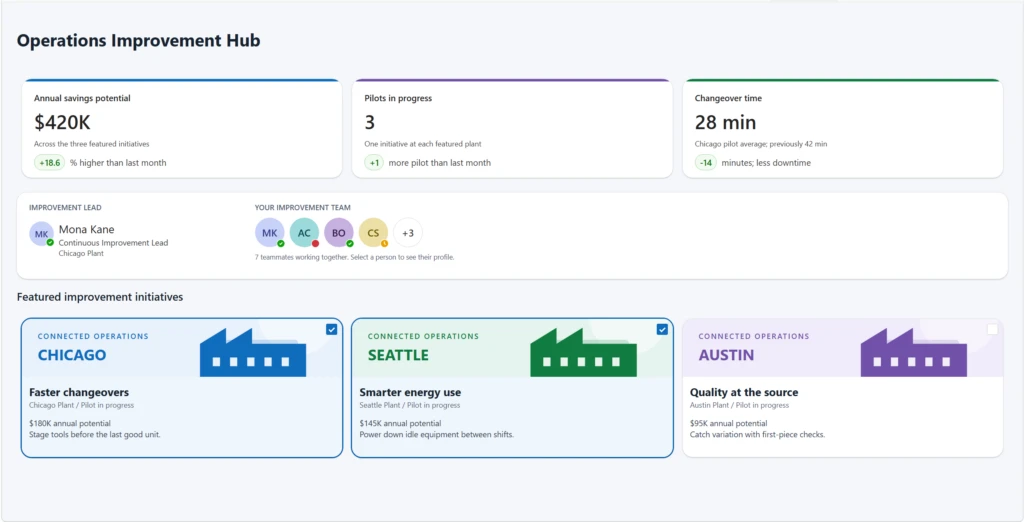 Operations Improvement Hub
Annual savings potential
$420K
Across the three featured initiatives
+18.6 % higher than last month
Pilots in progress
3
One initiative at each featured plant
+1 more pilot than last month
Changeover time
28 min
Chicago pilot average; previously 42 min
-14 minutes; less downtime
IMPROVEMENT LEAD
MK
Mona Kane
Continuous Improvement Lead
Chicago Plant
YOUR IMPROVEMENT TEAM
MK AC BO CS +3
7 teammates working together. Select a person to see their profile.
Featured improvement initiatives
CONNECTED OPERATIONS
CHICAGO
Faster changeovers
Chicago Plant / Pilot in progress
$180K annual potential
Stage tools before the last good unit.
CONNECTED OPERATIONS
SEATTLE
Smarter energy use
Seattle Plant / Pilot in progress
$145K annual potential
Power down idle equipment between shifts.
CONNECTED OPERATIONS
AUSTIN
Quality at the source
Austin Plant / Pilot in progress
$95K annual potential
Catch variation with first-piece checks.